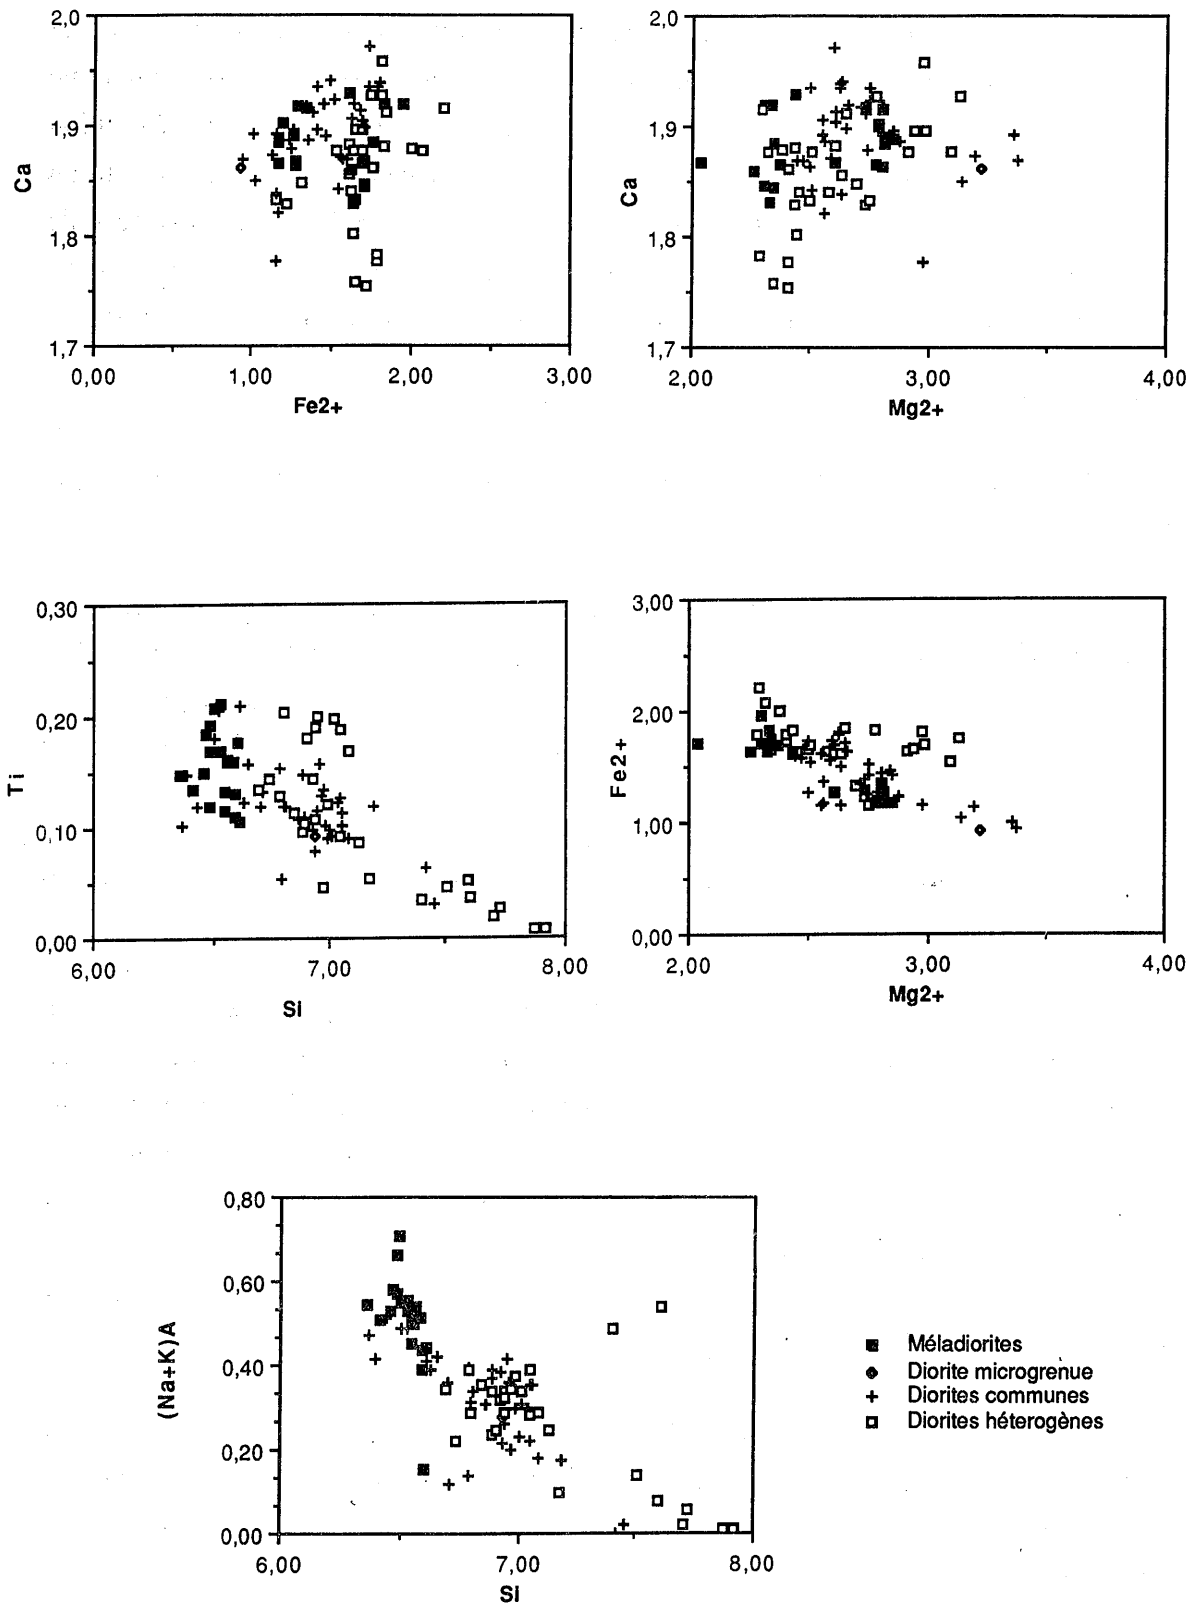 2,0
1,9
1,8
1,7
Ca
0,00 1,00 2,00 3,00
Fe2+
2,0
1,9
1,8
1,7
Ca
2,00 3,00 4,00
Mg2+
0,30
0,20
0,10
0,00
Ti
6,00 7,00 8,00
Si
3,00
2,00
1,00
0,00
Fe2+
2,00 3,00 4,00
Mg2+
0,80
0,60
0,40
0,20
0,00
(Na+K)A
6,00 7,00 8,00
Si
Méladiorites
Diorite microgrenue
Diorites communes
Diorites héterogènes